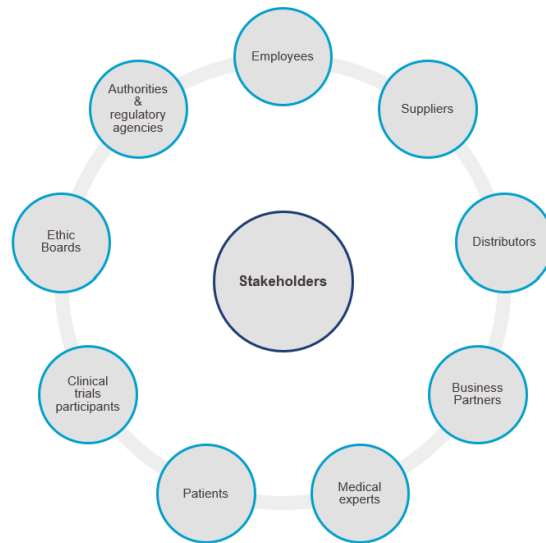 Employees
Authorities
&
regulatory
agencies
Suppliers
Ethic
Boards
Distributors
Stakeholders
Clinical
trials
participants
Business
Partners
Patients
Medical
experts